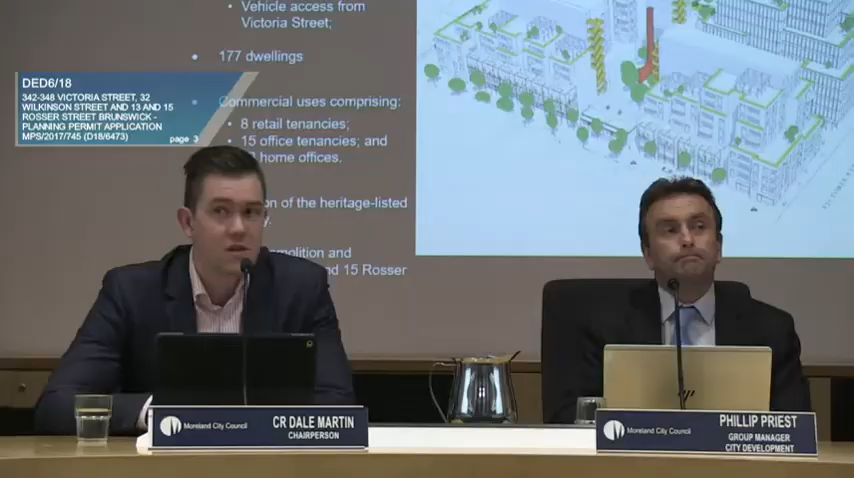 Vehicle access from
Victoria Street;
177 dwellings
DED6/18
342-348 VICTORIA STREET, 32
WILKINSON STREET AND 13 AND 15
ROSSER STREET BRUNSWICK -
PLANNING PERMIT APPLICATION
MPS/2017/745 (D18/6473)
page 3
Commercial uses comprising:
8 retail tenancies;
15 office tenancies; and
home offices.
on of the heritage-listed
and
15 Rosser
Moreland City Council
CR DALE MARTIN
CHAIRPERSON
hp
Moreland City Council
PHILLIP PRIEST
GROUP MANAGER
CITY DEVELOPMENT